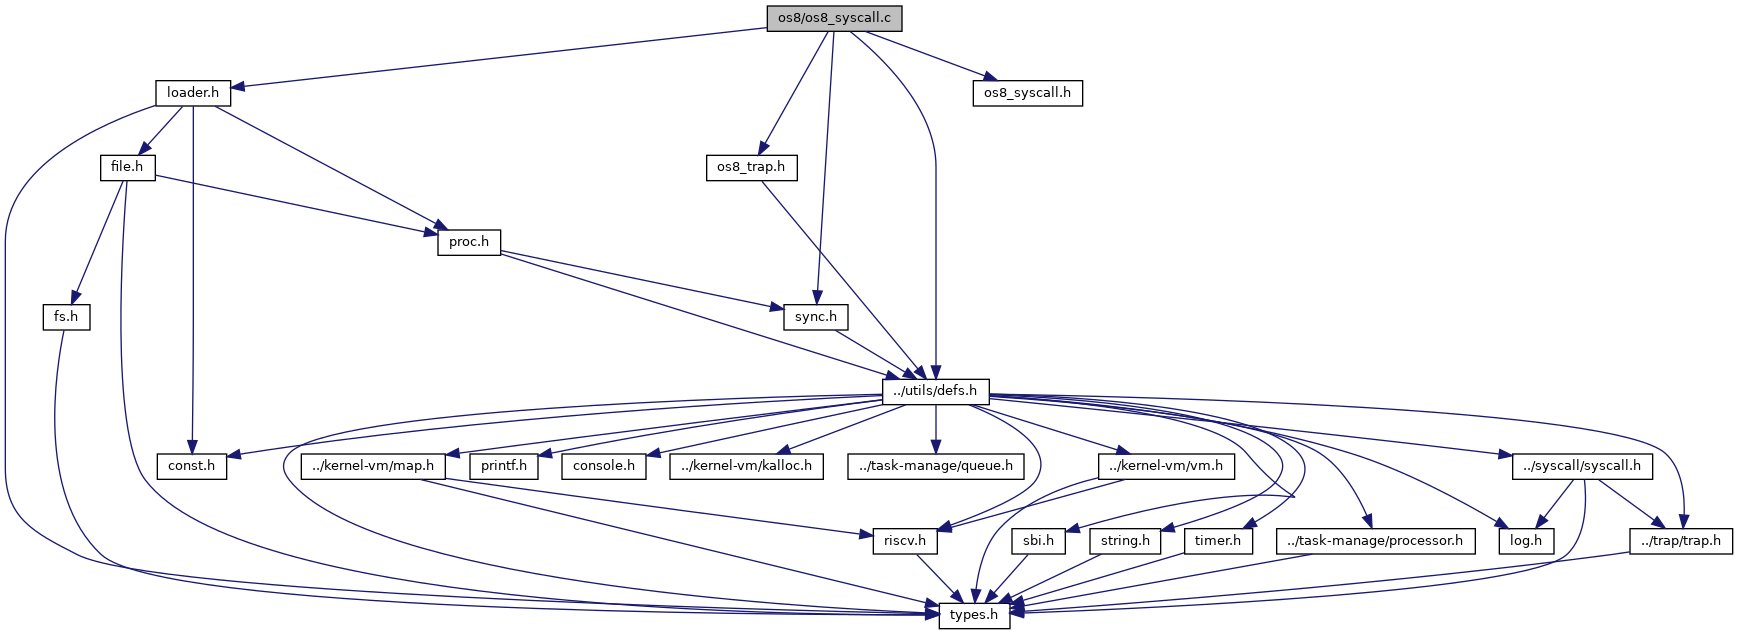 os8/os8_syscall.c
loader.h
os8_syscall.h
file.h
os8_trap.h
proc.h
fs.h
sync.h
../utils/defs.h
const.h
../kernel-vm/map.h
printf.h
console.h
../kernel-vm/kalloc.h
../task-manage/queue.h
../kernel-vm/vm.h
../syscall/syscall.h
riscv.h
sbi.h
string.h
timer.h
../task-manage/processor.h
log.h
../trap/trap.h
types.h